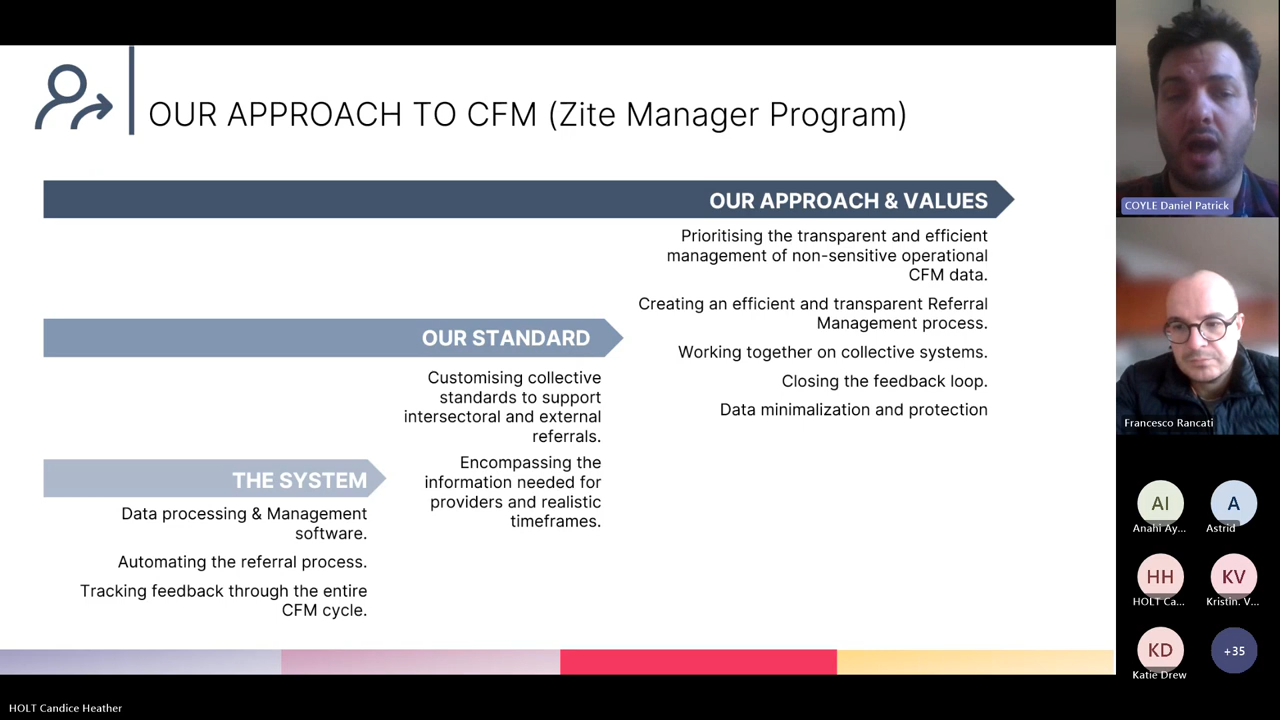 OUR APPROACH TO CFM (Zite Manager Program)
OUR APPROACH & VALUES
Prioritising the transparent and efficient
management of non-sensitive operational
CFM data.
Creating an efficient and transparent Referral
Management process.
Working together on collective systems.
Closing the feedback loop.
Data minimalization and protection
OUR STANDARD
Customising collective
standards to support
intersectoral and external
referrals.
Encompassing the
information needed for
providers and realistic
timeframes.
THE SYSTEM
Data processing & Management
software.
Automating the referral process.
Tracking feedback through the entire
CFM cycle.
COYLE Daniel Patrick
Francesco Rancati
AI
Anahi Ay...
A
Astrid
HH
HOLT Ca...
KV
Kristin. V...
KD
Katie Drew
+35
HOLT Candice Heather